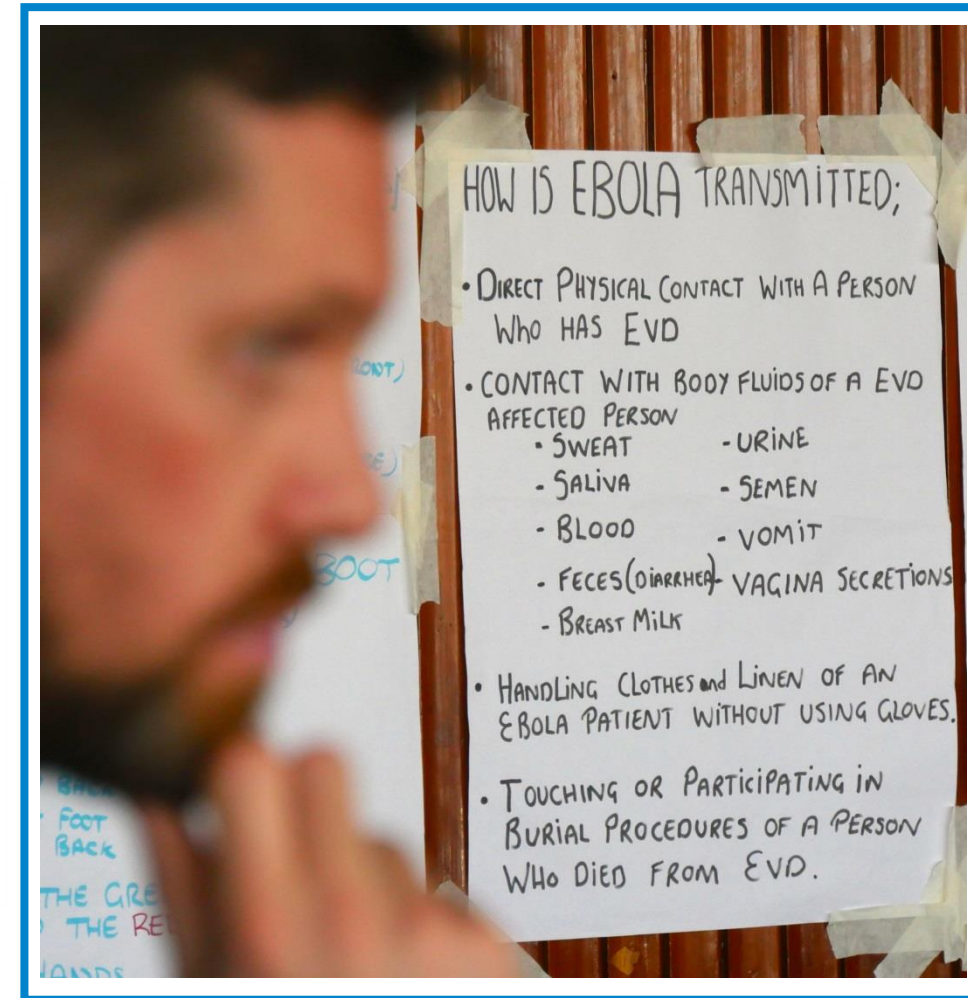 HOW IS EBOLA TRANSMITTED;
• DIRECT PHYSICAL CONTACT WITH A PERSON
WHO HAS EVD
• CONTACT WITH BODY FLUIDS OF A EVD
AFFECTED PERSON
- SWEAT - URINE
- SALIVA - SEMEN
- BLOOD - VOMIT
- FECES (DIARRHEA) - VAGINA SECRETIONS
- BREAST MILK
• HANDLING CLOTHES and LINEN OF AN
EBOLA PATIENT WITHOUT USING GLOVES.
• TOUCHING OR PARTICIPATING IN
BURIAL PROCEDURES OF A PERSON
WHO DIED FROM EVD.
BOOT
BACK
FOOT
BACK
THE
THE
HANDS